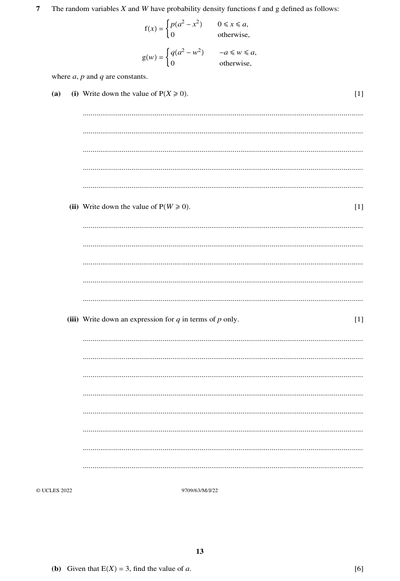 7 The random variables X and W have probability density functions f and g defined as follows:
f(x) = { p(a² − x²) 0 ⩽ x ⩽ a,
0 otherwise,
g(w) = { q(a² − w²) −a ⩽ w ⩽ a,
0 otherwise,
where a, p and q are constants.
(a) (i) Write down the value of P(X ⩾ 0). [1]
(ii) Write down the value of P(W ⩾ 0). [1]
(iii) Write down an expression for q in terms of p only. [1]
© UCLES 2022 9709/63/M/J/22
13
(b) Given that E(X) = 3, find the value of a. [6]